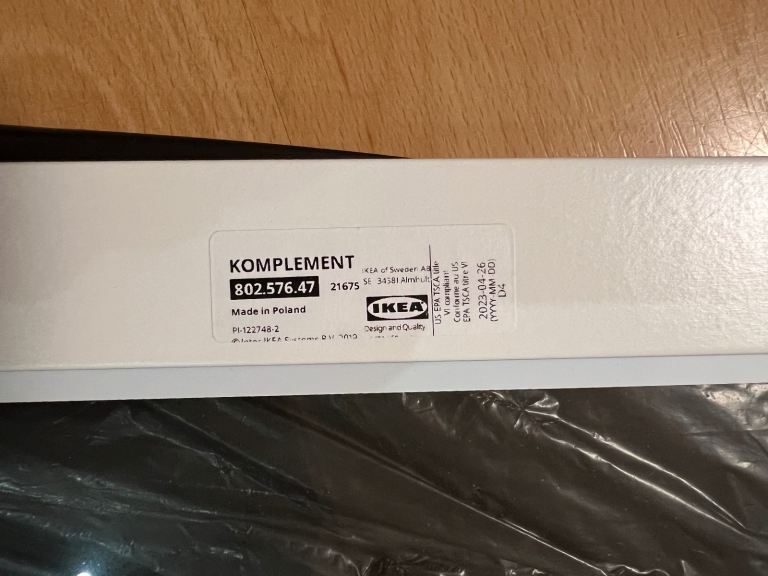 KOMPLEMENT
802.576.47 21675
Made in Poland
PI-122748-2
IKEA of Sweden AB
SE 34381 Älmhult
IKEA
Design and Quality
US EPA TSCA title
VI compliant
Conforme au US
EPA TSCA titre VI
2023-04-26
(YYYY-MM-DD)
D4